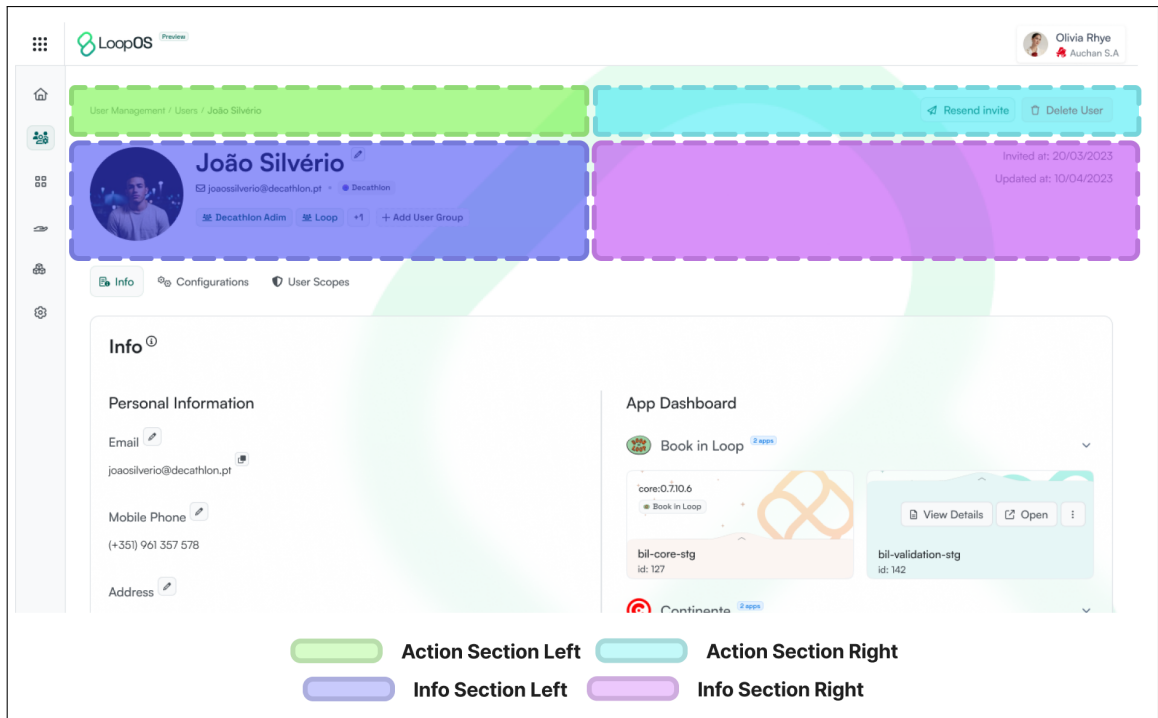 LoopOS Preview
Olivia Rhye
Auchan S.A
User Management / Users / João Silvério
Resend invite
Delete User
João Silvério
joaossilverio@decathlon.pt • Decathlon
Decathlon Adim Loop +1 + Add User Group
Invited at: 20/03/2023
Updated at: 10/04/2023
Info Configurations User Scopes
Info
Personal Information
Email
joaosilverio@decathlon.pt
Mobile Phone
(+351) 961 357 578
Address
App Dashboard
Book in Loop 2 apps
core:0.7.10.6
Book in Loop
bil-core-stg
id: 127
View Details Open
bil-validation-stg
id: 142
Continente 2 apps
Action Section Left Action Section Right
Info Section Left Info Section Right